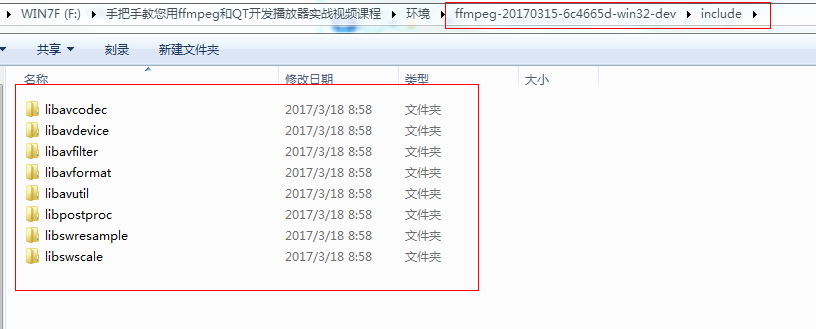 WIN7F (F:) 手把手教您用ffmpeg和QT开发播放器实战视频课程 环境 ffmpeg-20170315-6c4665d-win32-dev include
共享 刻录 新建文件夹
名称 修改日期 类型 大小
libavcodec 2017/3/18 8:58 文件夹
libavdevice 2017/3/18 8:58 文件夹
libavfilter 2017/3/18 8:58 文件夹
libavformat 2017/3/18 8:58 文件夹
libavutil 2017/3/18 8:58 文件夹
libpostproc 2017/3/18 8:58 文件夹
libswresample 2017/3/18 8:58 文件夹
libswscale 2017/3/18 8:58 文件夹